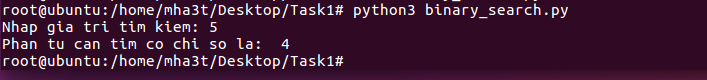 root@ubuntu:/home/mha3t/Desktop/Task1# python3 binary_search.py
Nhap gia tri tim kiem: 5
Phan tu can tim co chi so la:  4
root@ubuntu:/home/mha3t/Desktop/Task1#